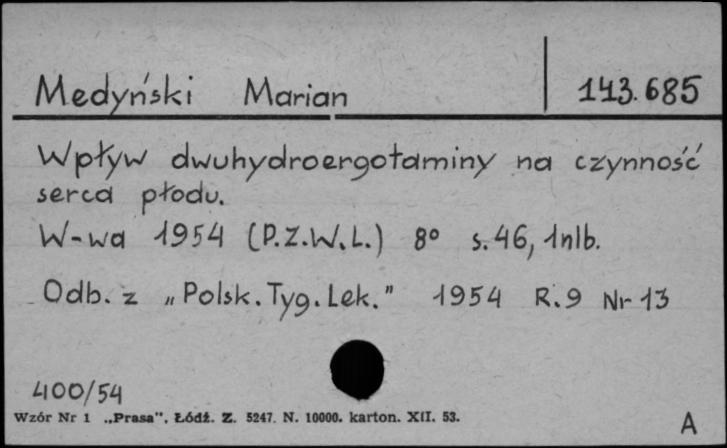 Medyński Marian 143.685
Wpływ dwuhydroergotaminy na czynność
serca płodu.
W-wa 1954 (P.Z.W.L.) 8° s.46, 1nlb.
Odb. z „Polsk. Tyg. Lek." 1954 R.9 Nr 13
400/54
Wzór Nr 1 „Prasa", Łódź. Z. 5247. N. 10000. karton. XII. 53.
A